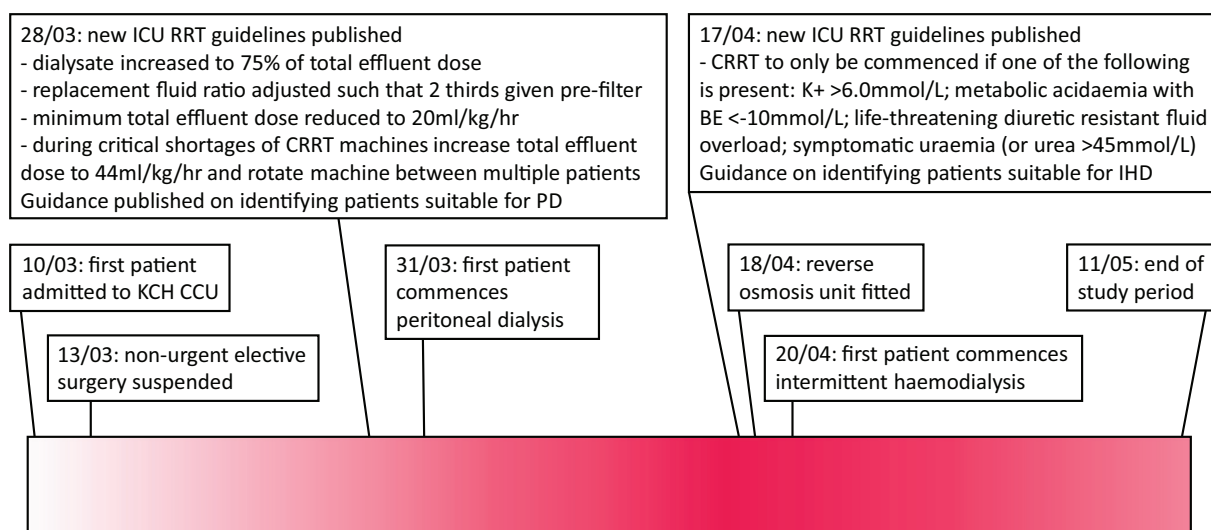 28/03: new ICU RRT guidelines published
- dialysate increased to 75% of total effluent dose
- replacement fluid ratio adjusted such that 2 thirds given pre-filter
- minimum total effluent dose reduced to 20ml/kg/hr
- during critical shortages of CRRT machines increase total effluent
dose to 44ml/kg/hr and rotate machine between multiple patients
Guidance published on identifying patients suitable for PD
17/04: new ICU RRT guidelines published
- CRRT to only be commenced if one of the following
is present: K+ >6.0mmol/L; metabolic acidaemia with
BE <-10mmol/L; life-threatening diuretic resistant fluid
overload; symptomatic uraemia (or urea >45mmol/L)
Guidance on identifying patients suitable for IHD
10/03: first patient
admitted to KCH CCU
31/03: first patient
commences
peritoneal dialysis
18/04: reverse
osmosis unit fitted
11/05: end of
study period
13/03: non-urgent elective
surgery suspended
20/04: first patient commences
intermittent haemodialysis